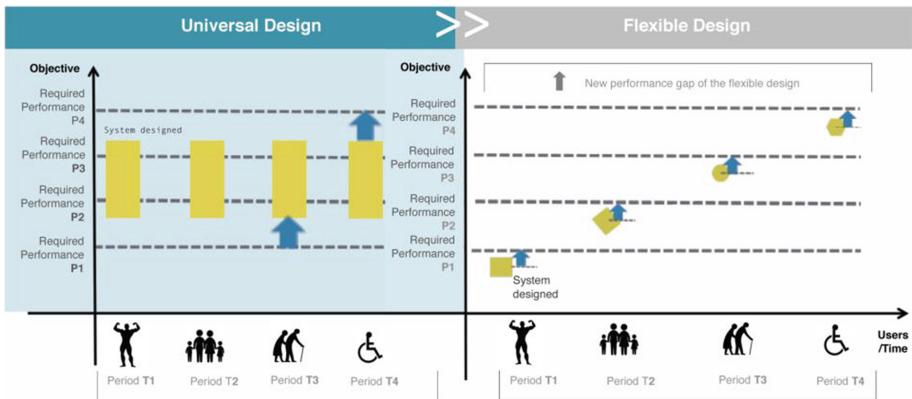 Universal Design
>>
Flexible Design
Objective
Required
Performance
P4
System designed
Required
Performance
P3
Required
Performance
P2
Required
Performance
P1
Period T1
Period T2
Period T3
Period T4
Objective
New performance gap of the flexible design
Required
Performance
P4
Required
Performance
P3
Required
Performance
P2
Required
Performance
P1
System
designed
Users
/Time
Period T1
Period T2
Period T3
Period T4